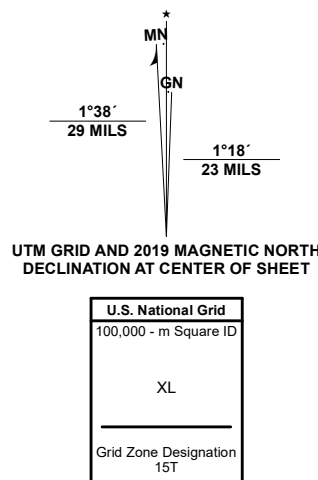 MN
GN
1°38´
29 MILS
1°18´
23 MILS
UTM GRID AND 2019 MAGNETIC NORTH
DECLINATION AT CENTER OF SHEET
U.S. National Grid
100,000 - m Square ID
XL
Grid Zone Designation
15T